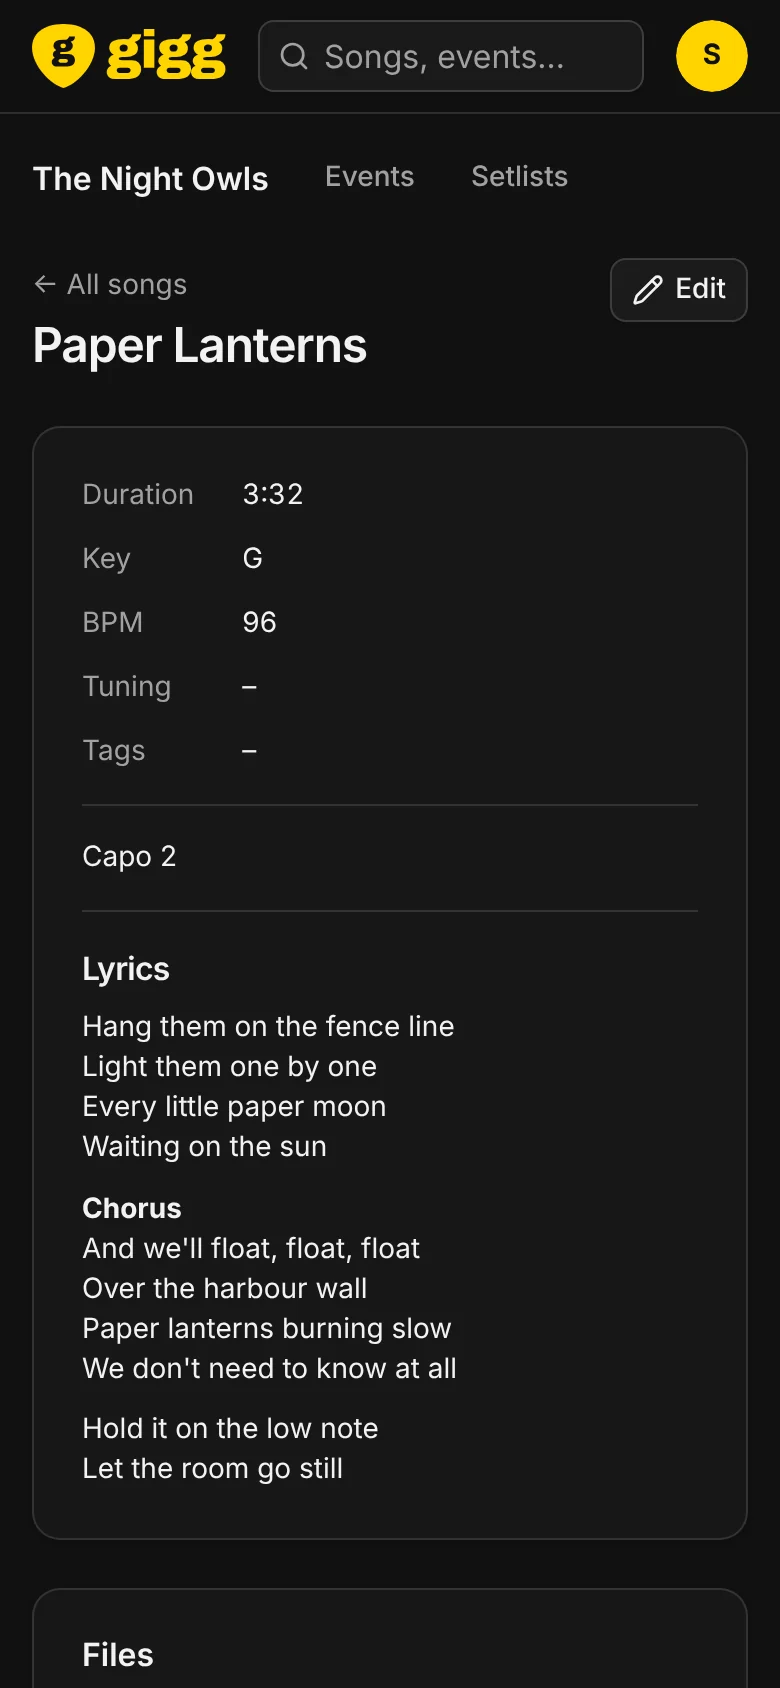 g gigg
Songs, events...
S
The Night Owls
Events
Setlists
← All songs
Edit
Paper Lanterns
Duration 3:32
Key G
BPM 96
Tuning –
Tags –
Capo 2
Lyrics
Hang them on the fence line
Light them one by one
Every little paper moon
Waiting on the sun
Chorus
And we'll float, float, float
Over the harbour wall
Paper lanterns burning slow
We don't need to know at all
Hold it on the low note
Let the room go still
Files